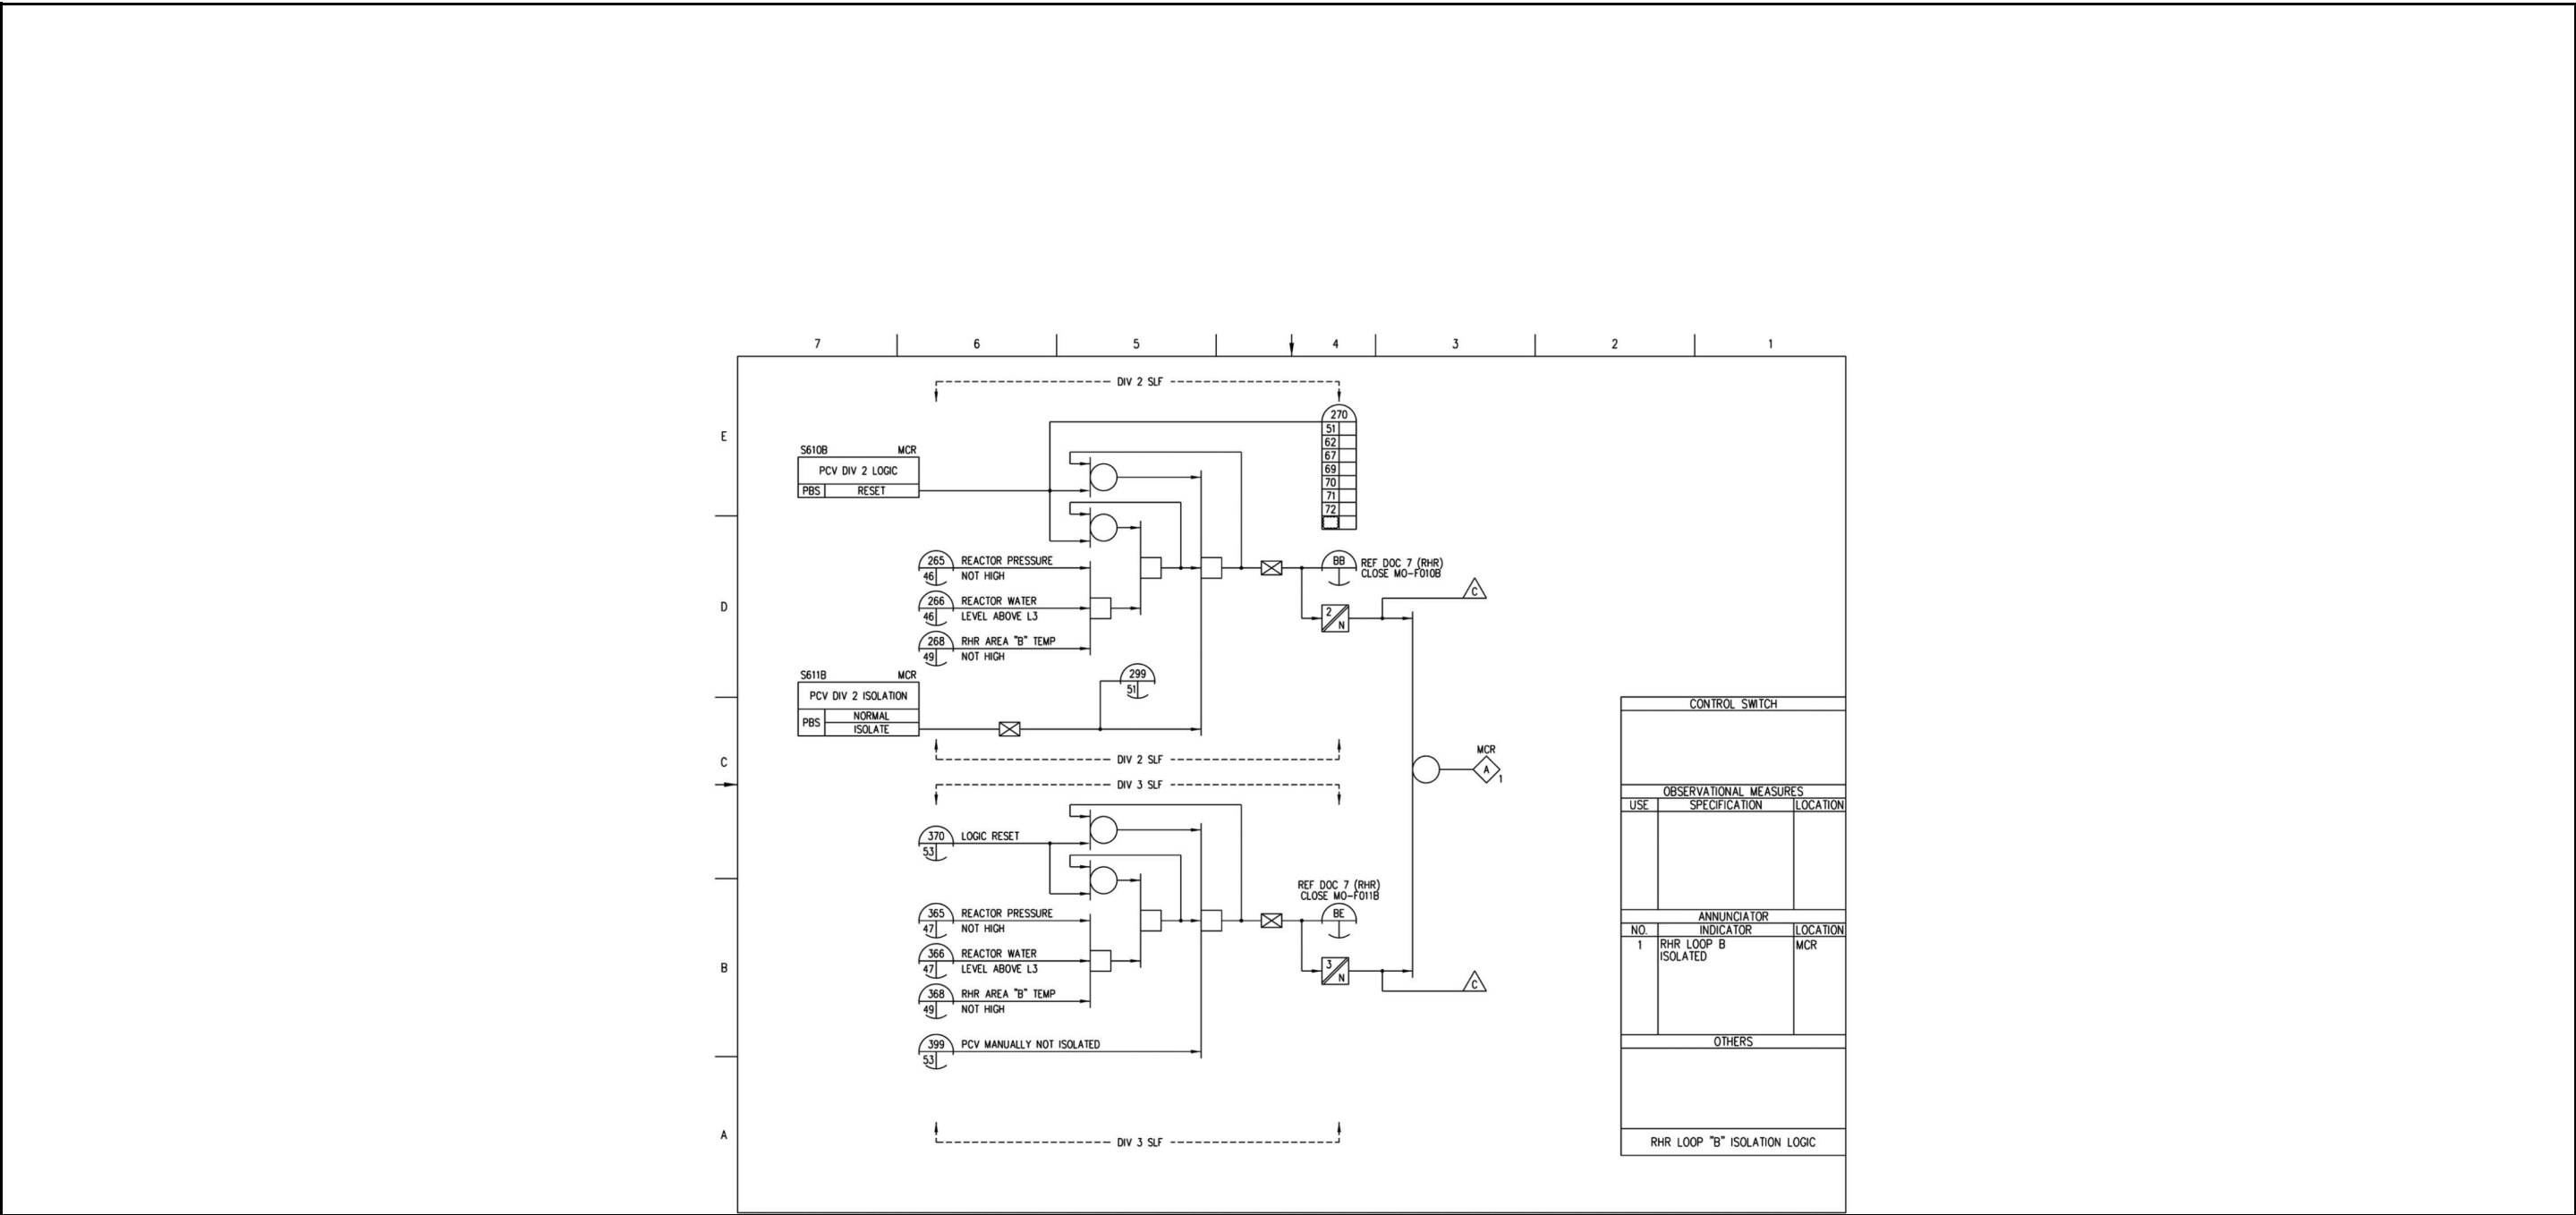 7 6 5 4 3 2 1
DIV 2 SLF
270
51
62
67
69
70
71
72
E
S610B MCR
PCV DIV 2 LOGIC
PBS RESET
265 REACTOR PRESSURE
46 NOT HIGH
266 REACTOR WATER
46 LEVEL ABOVE L3
268 RHR AREA "B" TEMP
49 NOT HIGH
BB REF DOC 7 (RHR)
CLOSE MO-F010B
D
2
N
C
299
51
S611B MCR
PCV DIV 2 ISOLATION
PBS NORMAL
ISOLATE
DIV 2 SLF
C
MCR
A
1
DIV 3 SLF
370 LOGIC RESET
53
365 REACTOR PRESSURE
47 NOT HIGH
366 REACTOR WATER
47 LEVEL ABOVE L3
368 RHR AREA "B" TEMP
49 NOT HIGH
399 PCV MANUALLY NOT ISOLATED
53
REF DOC 7 (RHR)
CLOSE MO-F011B
BE
B
3
N
C
A
DIV 3 SLF
CONTROL SWITCH
OBSERVATIONAL MEASURES
USE SPECIFICATION LOCATION
ANNUNCIATOR
NO. INDICATOR LOCATION
1 RHR LOOP B MCR
ISOLATED
OTHERS
RHR LOOP "B" ISOLATION LOGIC